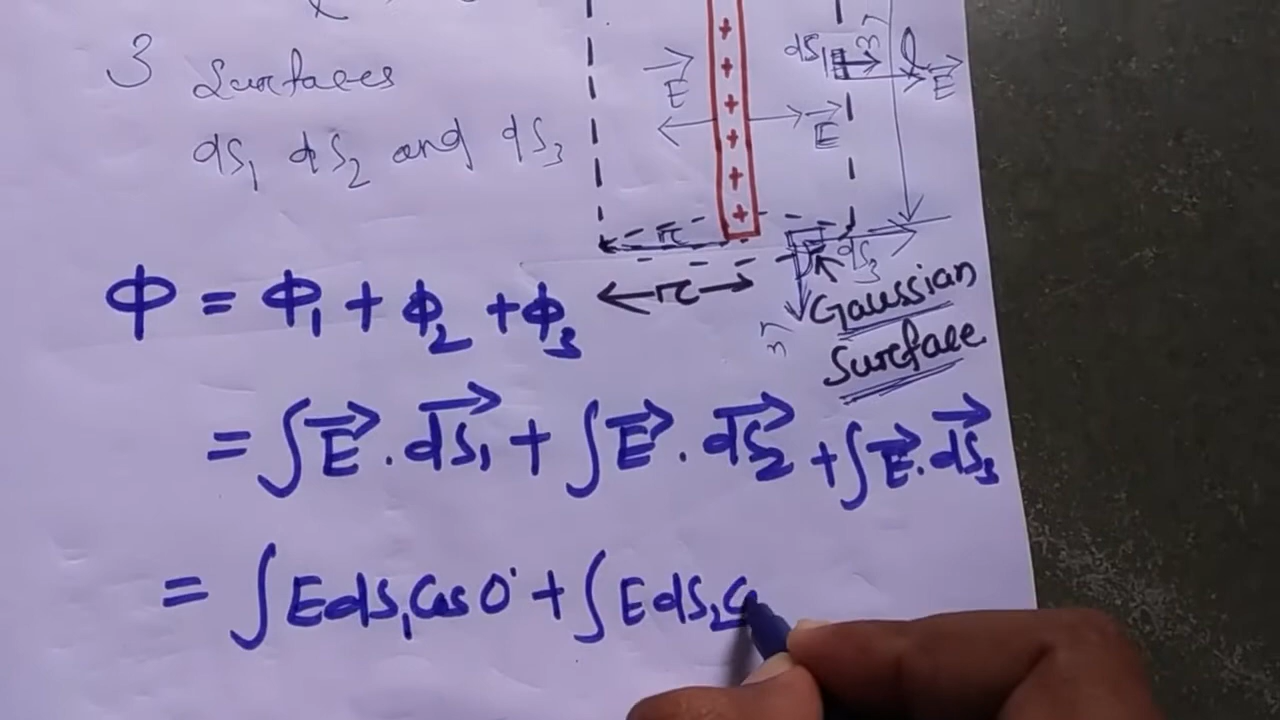 3 Surfaces
dS₁ dS₂ and dS₃
+
+
+
+
+
+
E⃗
E⃗
dS₁
n̂
l
E⃗
r
dS₃
r
n̂
Gaussian
Surface
Φ = Φ₁ + Φ₂ + Φ₃
= ∫E⃗ . dS₁⃗ + ∫E⃗ . dS₂⃗ + ∫E⃗ . dS₃⃗
= ∫EdS₁Cos0° + ∫EdS₂C